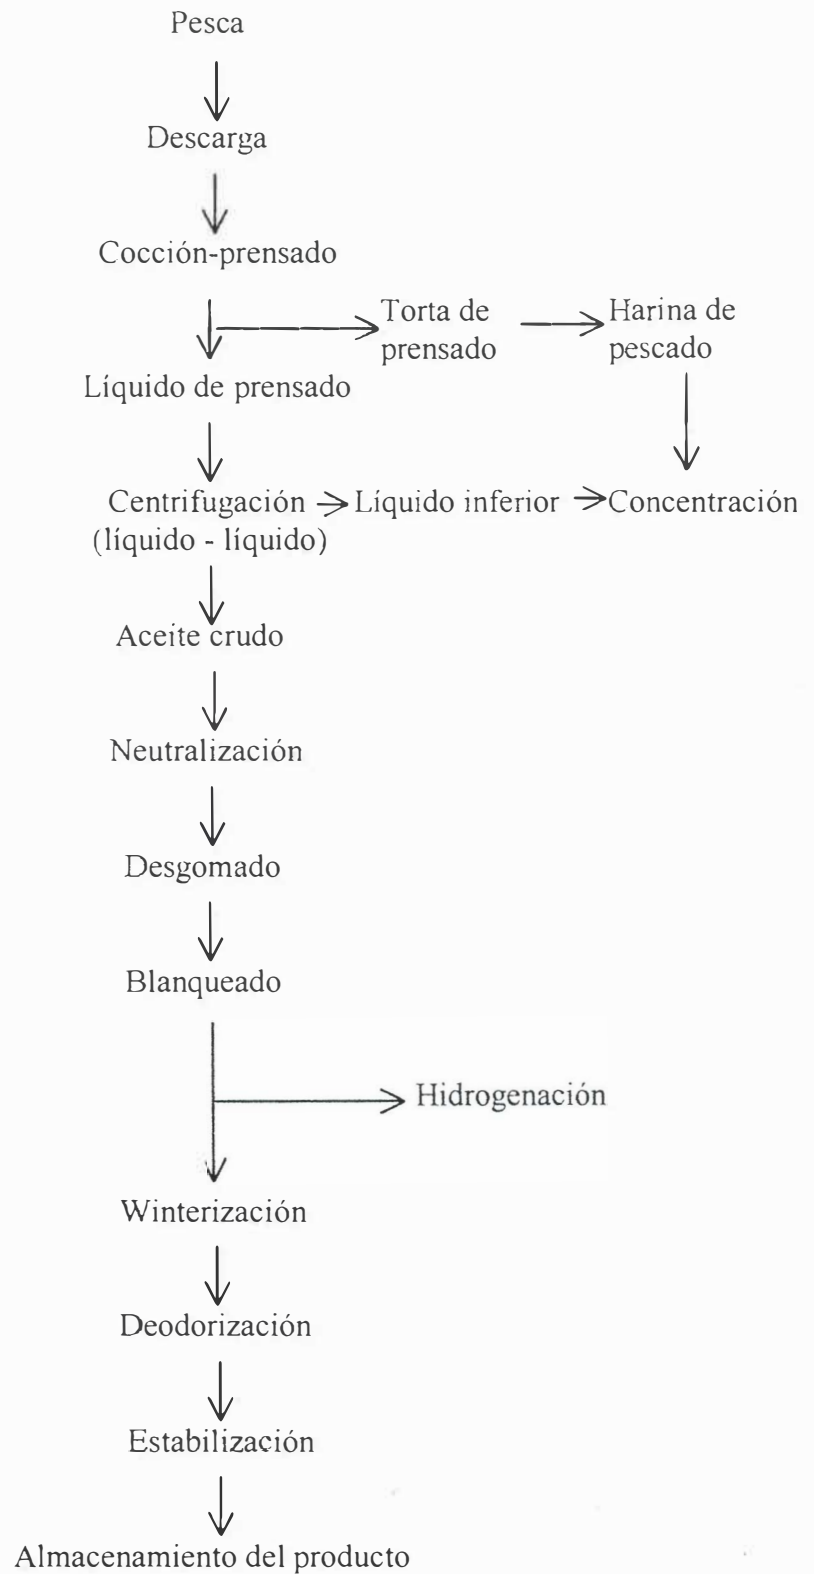 Pesca
Descarga
Cocción-prensado
Torta de
prensado
Harina de
pescado
Líquido de prensado
Centrifugación
(líquido - líquido)
Líquido inferior
Concentración
Aceite crudo
Neutralización
Desgomado
Blanqueado
Hidrogenación
Winterización
Deodorización
Estabilización
Almacenamiento del producto